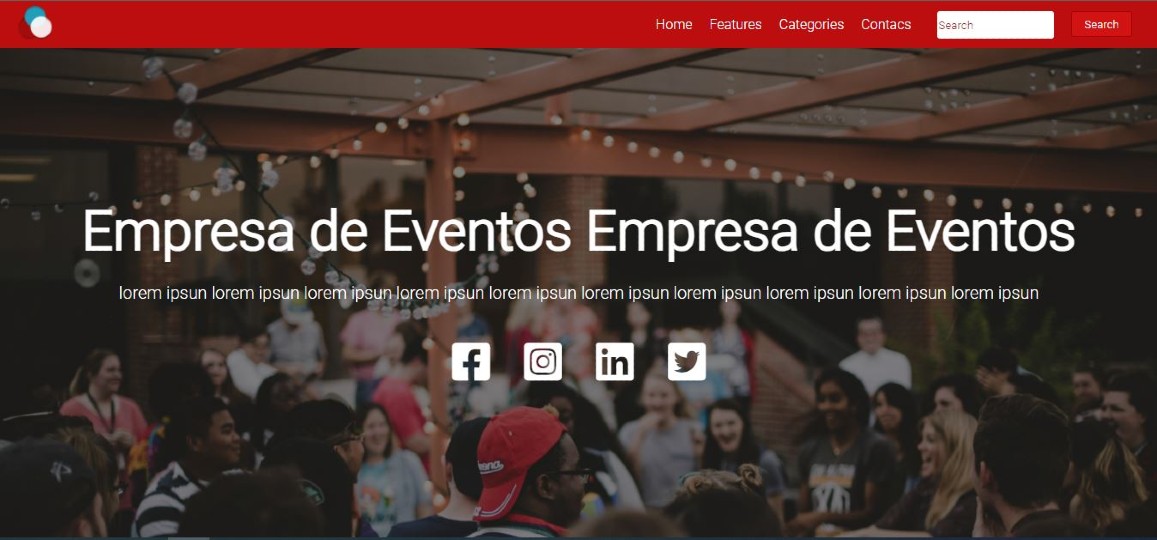 Home Features Categories Contacs Search Search
Empresa de Eventos Empresa de Eventos
lorem ipsun lorem ipsun lorem ipsun lorem ipsun lorem ipsun lorem ipsun lorem ipsun lorem ipsun lorem ipsun lorem ipsun
in